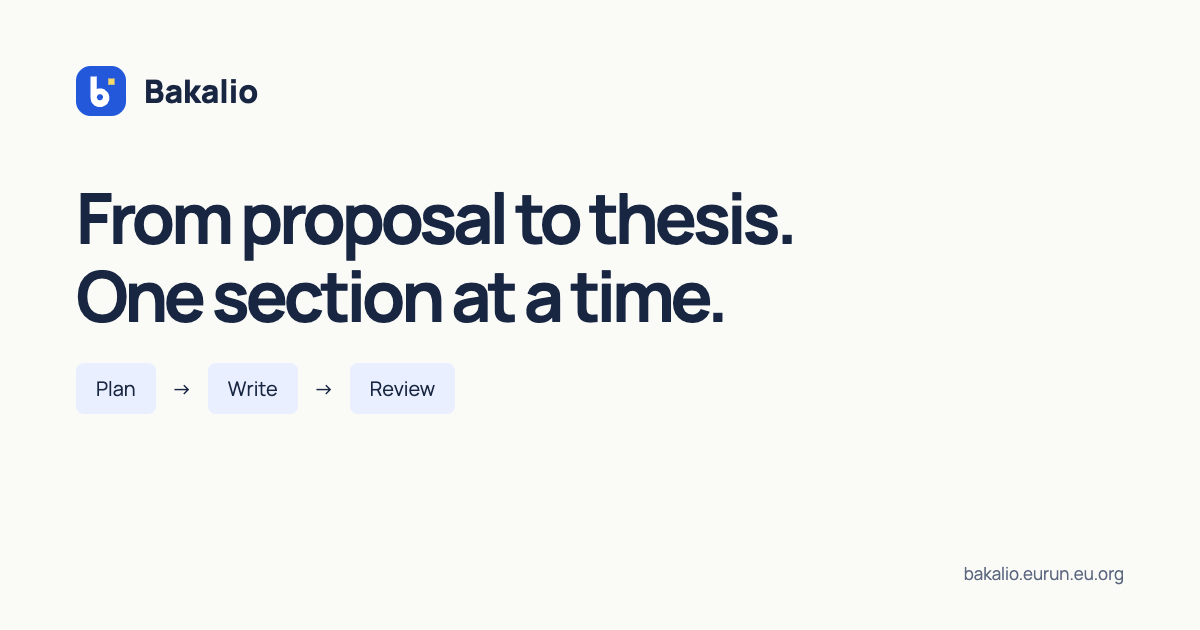 Bakalio
From proposal to thesis.
One section at a time.
Plan → Write → Review
bakalio.eurun.eu.org